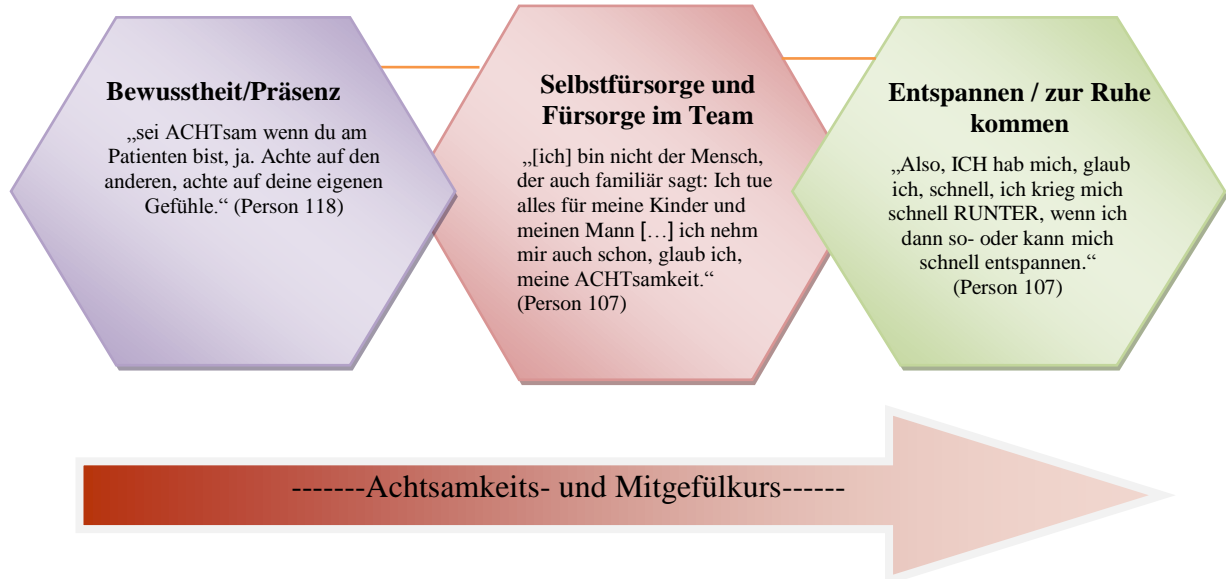 Bewusstheit/Präsenz
„sei ACHTsam wenn du am
Patienten bist, ja. Achte auf den
anderen, achte auf deine eigenen
Gefühle.“ (Person 118)
Selbstfürsorge und
Fürsorge im Team
„[ich] bin nicht der Mensch,
der auch familiär sagt: Ich tue
alles für meine Kinder und
meinen Mann […] ich nehm
mir auch schon, glaub ich,
meine ACHTsamkeit.“
(Person 107)
Entspannen / zur Ruhe
kommen
„Also, ICH hab mich, glaub
ich, schnell, ich krieg mich
schnell RUNTER, wenn ich
dann so- oder kann mich
schnell entspannen.“
(Person 107)
-------Achtsamkeits- und Mitgefülkurs------